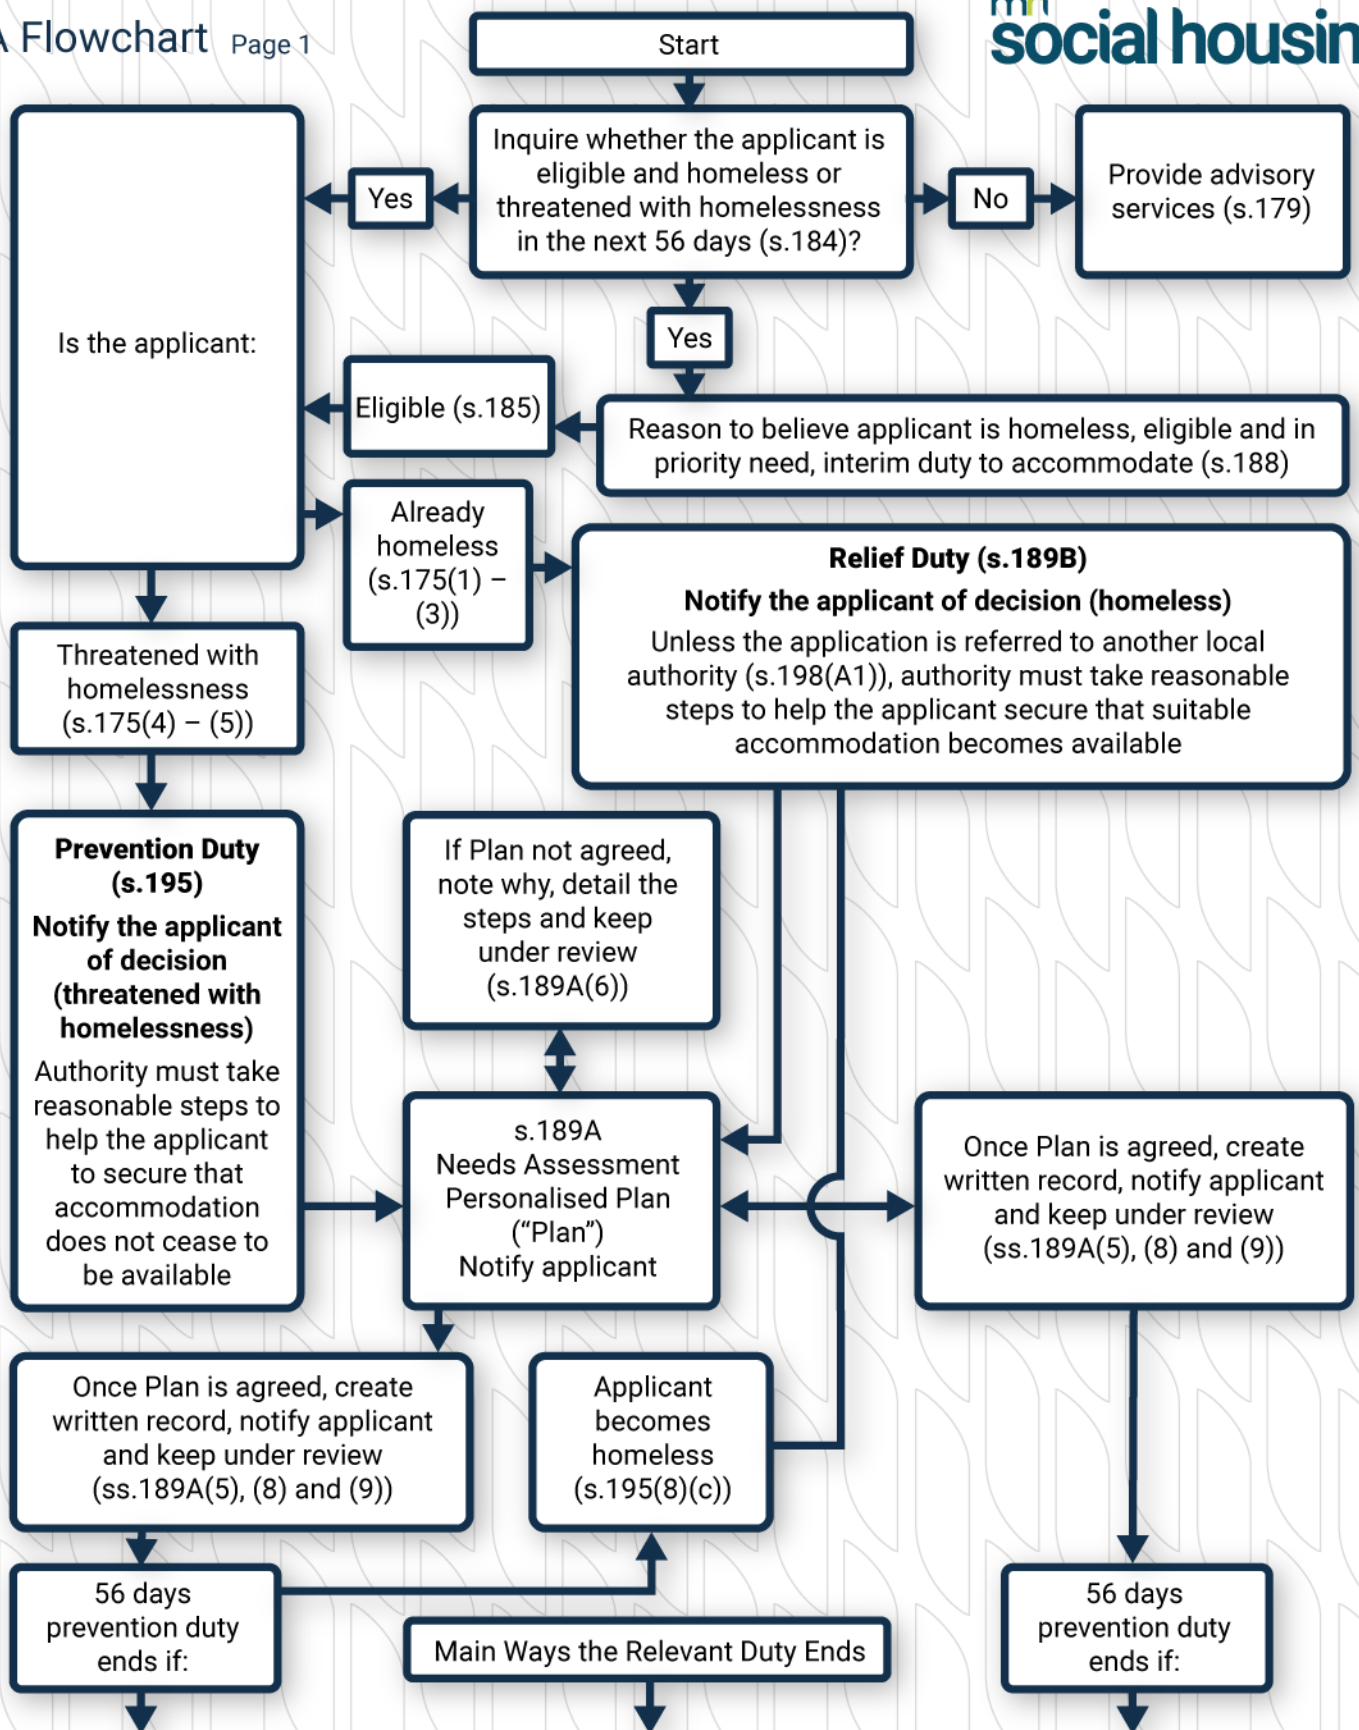 Flowchart Page 1
social
Start
Inquire whether the applicant is
eligible and homeless or
threatened with homelessness
in the next 56 days (s.184)?
Yes
No
Provide advisory
services (s.179)
Yes
Is the applicant:
Eligible (s.185)
Reason to believe applicant is homeless, eligible and in
priority need, interim duty to accommodate (s.188)
Already
homeless
(s.175(1) –
(3))
Relief Duty (s.189B)
Notify the applicant of decision (homeless)
Unless the application is referred to another local
authority (s.198(A1)), authority must take reasonable
steps to help the applicant secure that suitable
accommodation becomes available
Threatened with
homelessness
(s.175(4) – (5))
Prevention Duty
(s.195)
Notify the applicant
of decision
(threatened with
homelessness)
Authority must take
reasonable steps to
help the applicant
to secure that
accommodation
does not cease to
be available
If Plan not agreed,
note why, detail the
steps and keep
under review
(s.189A(6))
s.189A
Needs Assessment
Personalised Plan
(“Plan”)
Notify applicant
Once Plan is agreed, create
written record, notify applicant
and keep under review
(ss.189A(5), (8) and (9))
Once Plan is agreed, create
written record, notify applicant
and keep under review
(ss.189A(5), (8) and (9))
Applicant
becomes
homeless
(s.195(8)(c))
56 days
prevention duty
ends if:
Main Ways the Relevant Duty Ends
56 days
prevention duty
ends if: